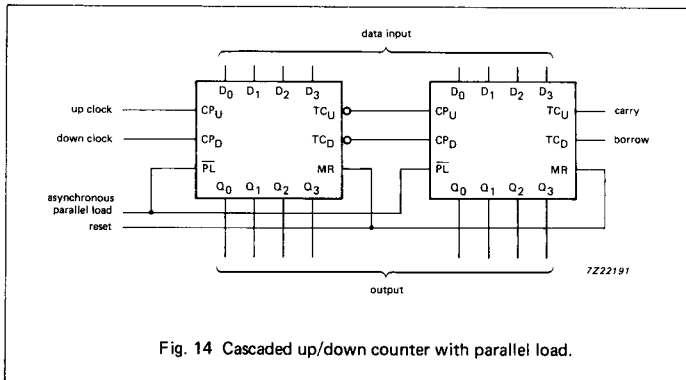 data input
D0 D1 D2 D3 D0 D1 D2 D3
up clock CPU TCU CPU TCU carry
down clock CPD TCD CPD TCD borrow
PL MR PL MR
asynchronous
parallel load
Q0 Q1 Q2 Q3 Q0 Q1 Q2 Q3
reset
7Z22191
output
Fig. 14 Cascaded up/down counter with parallel load.